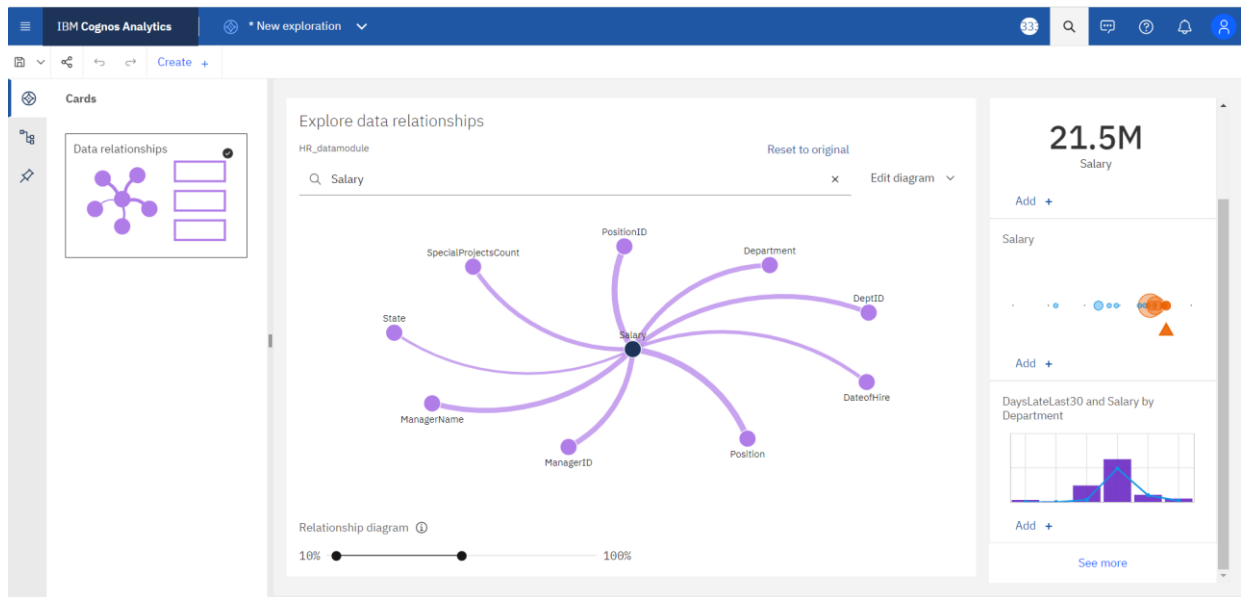 IBM Cognos Analytics
* New exploration
Create +
Cards
Data relationships
Explore data relationships
HR_datamodule
Reset to original
Salary
Edit diagram
PositionID
SpecialProjectsCount
Department
DeptID
State
Salary
DateofHire
ManagerName
ManagerID
Position
Relationship diagram
10%
100%
21.5M
Salary
Add +
Salary
Add +
DaysLateLast30 and Salary by
Department
Add +
See more